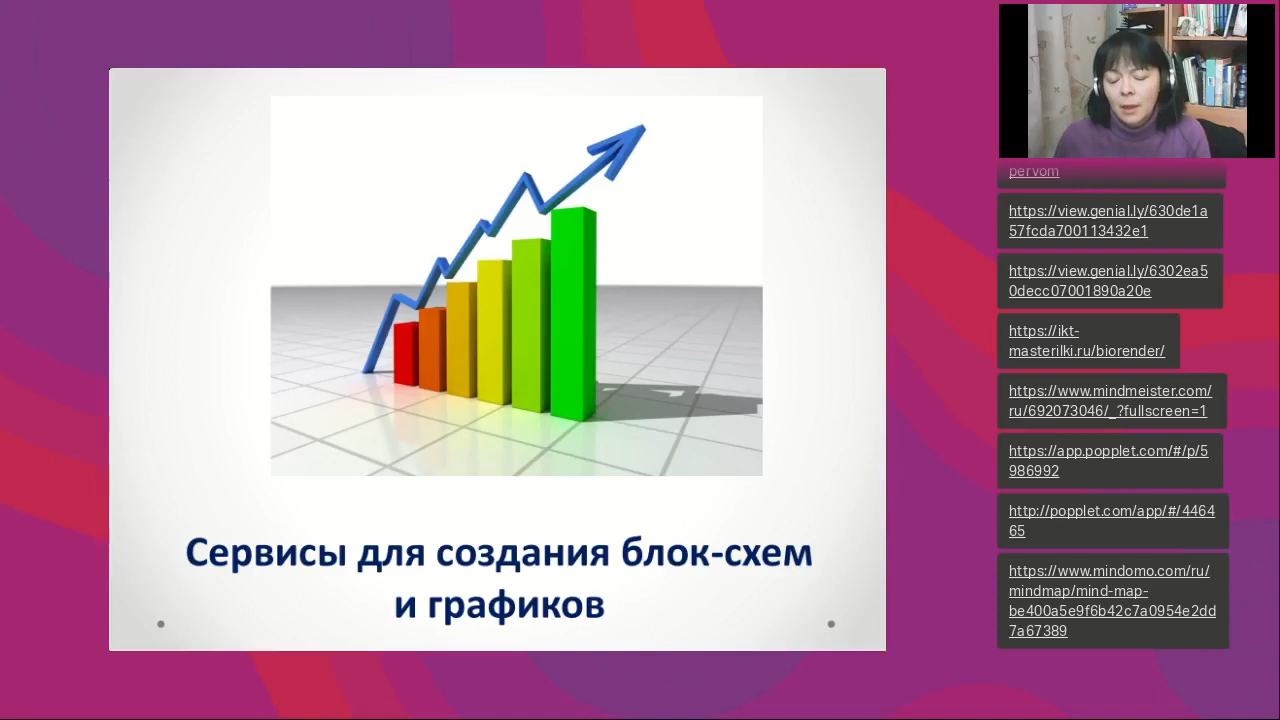 Сервисы для создания блок-схем
и графиков
pervom
https://view.genial.ly/630de1a
57fcda700113432e1
https://view.genial.ly/6302ea5
0decc07001890a20e
https://ikt-
masterilki.ru/biorender/
https://www.mindmeister.com/
ru/692073046/_?fullscreen=1
https://app.popplet.com/#/p/5
986992
http://popplet.com/app/#/4464
65
https://www.mindomo.com/ru/
mindmap/mind-map-
be400a5e9f6b42c7a0954e2dd
7a67389